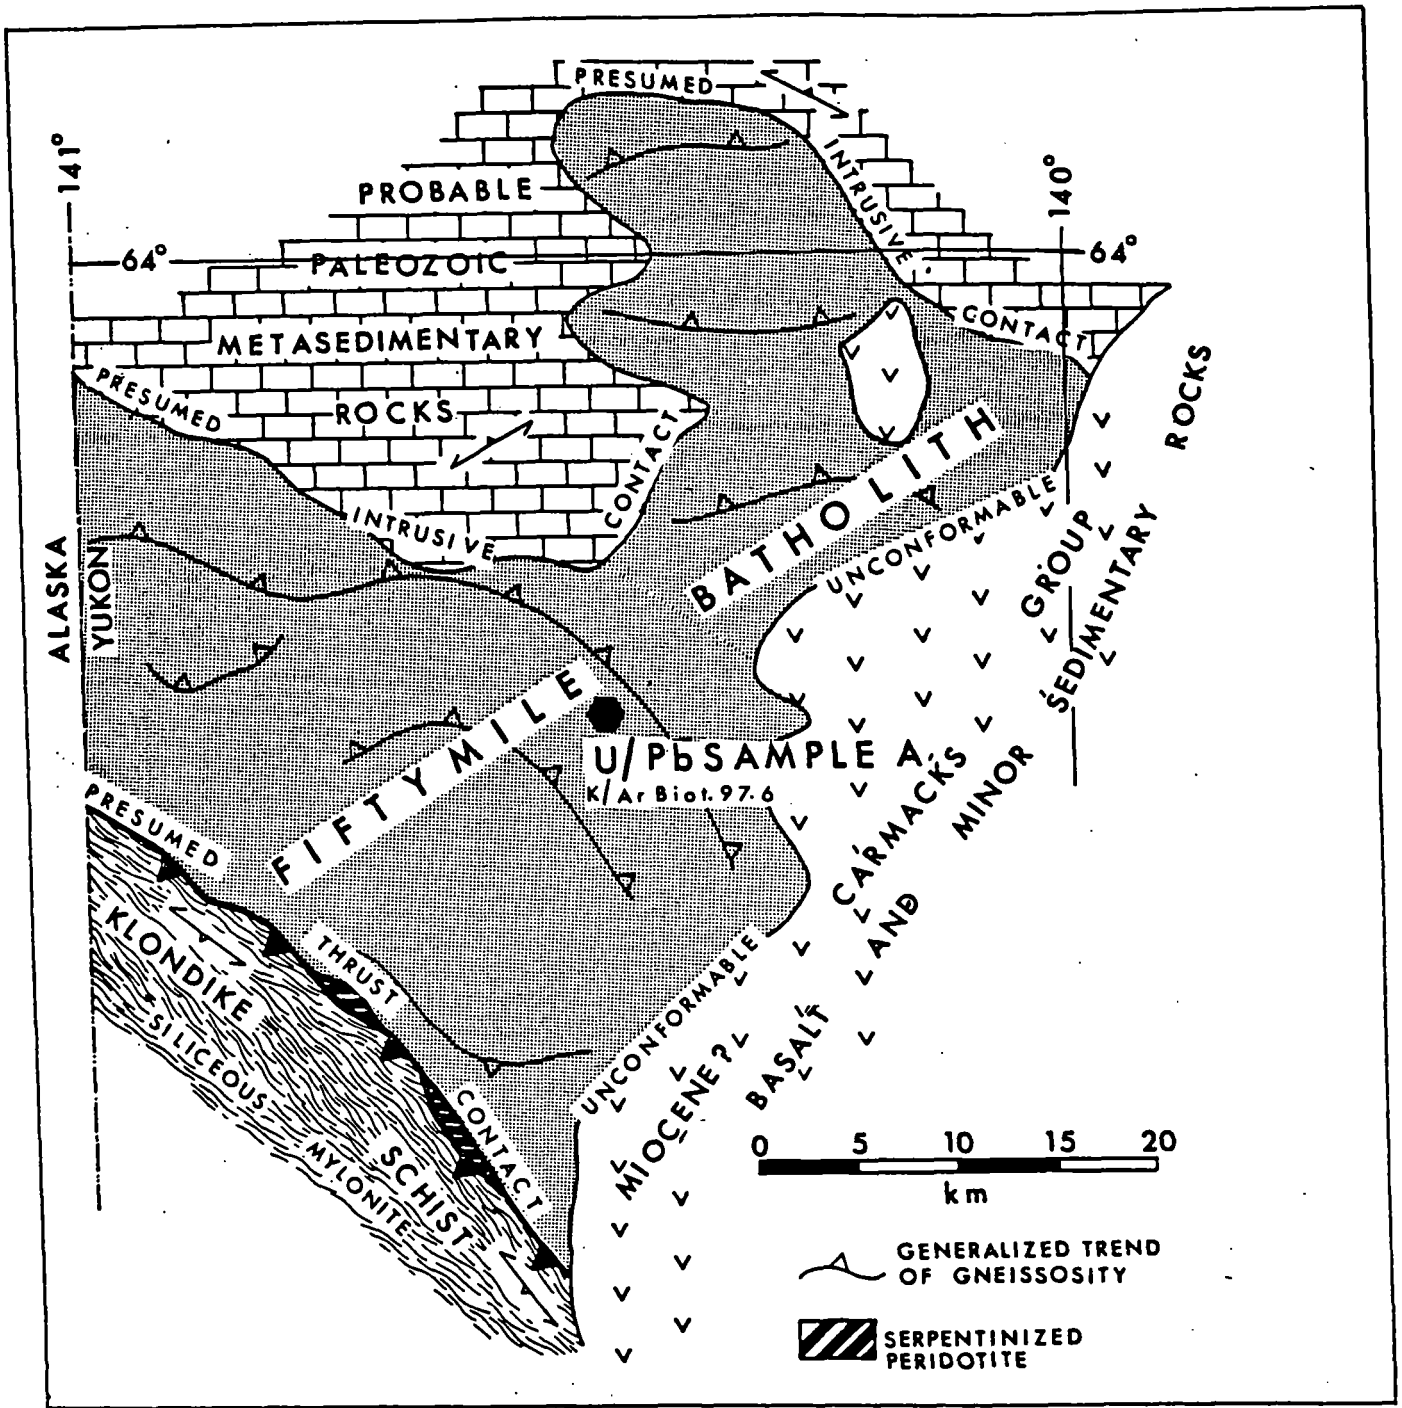 PRESUMED
INTRUSIVE
CONTACT
141°
140°
64°
64°
PROBABLE
PALEOZOIC
METASEDIMENTARY
ROCKS
PRESUMED
INTRUSIVE
CONTACT
ALASKA
YUKON
FIFTYMILE BATHOLITH
U/Pb SAMPLE A.
K/Ar Biot. 97.6
UNCONFORMABLE
UNCONFORMABLE
MIOCENE? CARMACKS GROUP
BASALT AND MINOR SEDIMENTARY ROCKS
PRESUMED
THRUST
CONTACT
KLONDIKE SCHIST
SILICEOUS MYLONITE
0 5 10 15 20
km
GENERALIZED TREND
OF GNEISSOSITY
SERPENTINIZED
PERIDOTITE